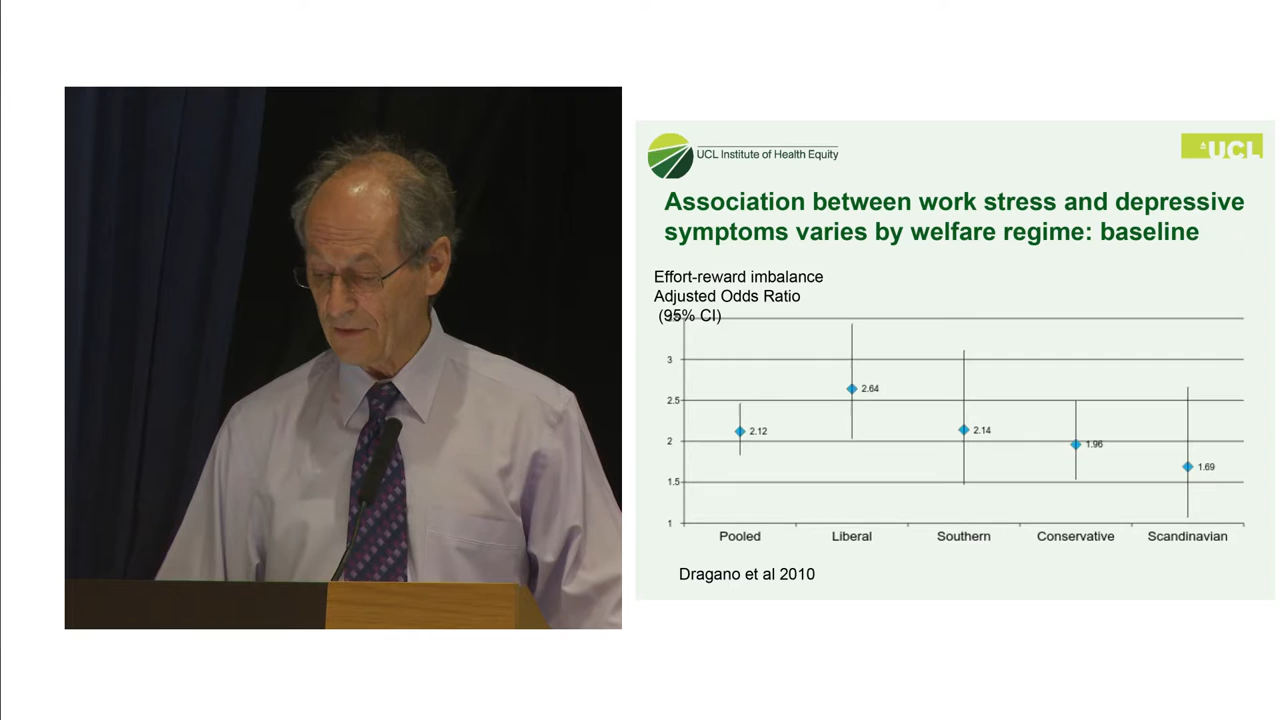 UCL Institute of Health Equity
UCL
Association between work stress and depressive
symptoms varies by welfare regime: baseline
Effort-reward imbalance
Adjusted Odds Ratio
(95% CI)
3
2.5
2
1.5
1
2.12
2.64
2.14
1.96
1.69
Pooled Liberal Southern Conservative Scandinavian
Dragano et al 2010